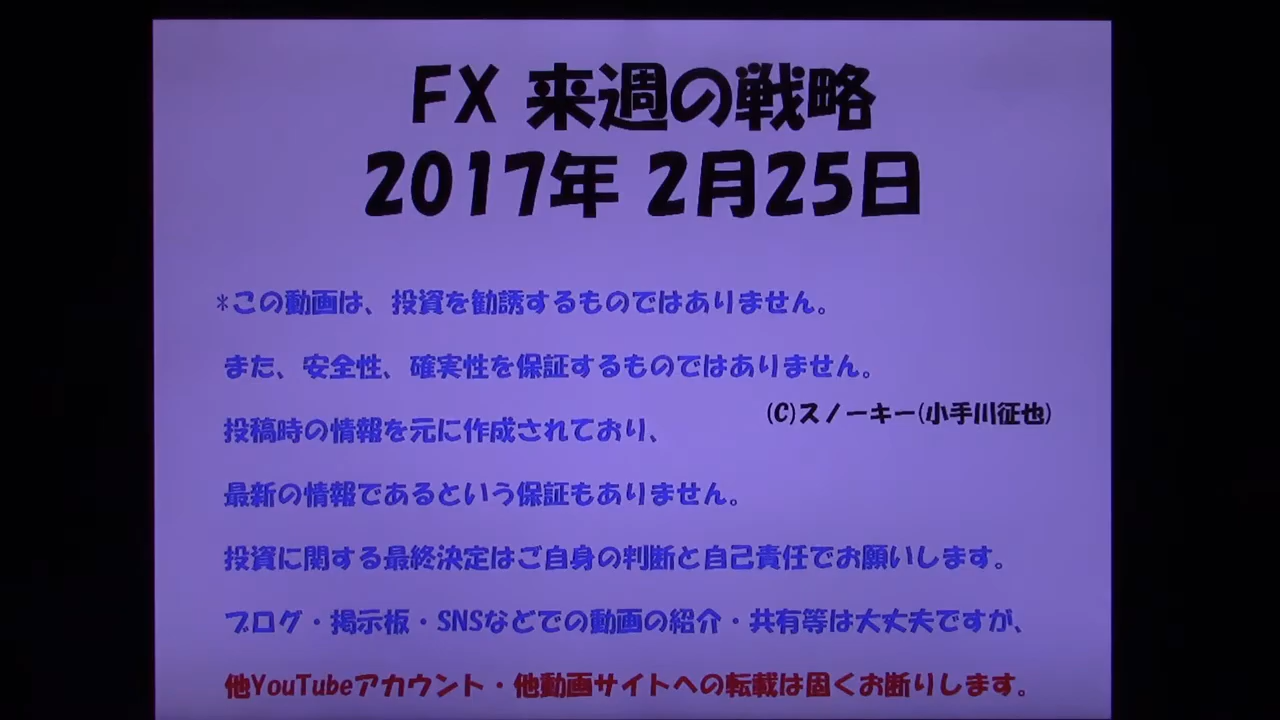 FX 来週の戦略
2017年 2月25日
*この動画は、投資を勧誘するものではありません。
また、安全性、確実性を保証するものではありません。
(C)スノーキー(小手川征也)
投稿時の情報を元に作成されており、
最新の情報であるという保証もありません。
投資に関する最終決定はご自身の判断と自己責任でお願いします。
ブログ・掲示板・SNSなどでの動画の紹介・共有等は大丈夫ですが、
他YouTubeアカウント・他動画サイトへの転載は固くお断りします。